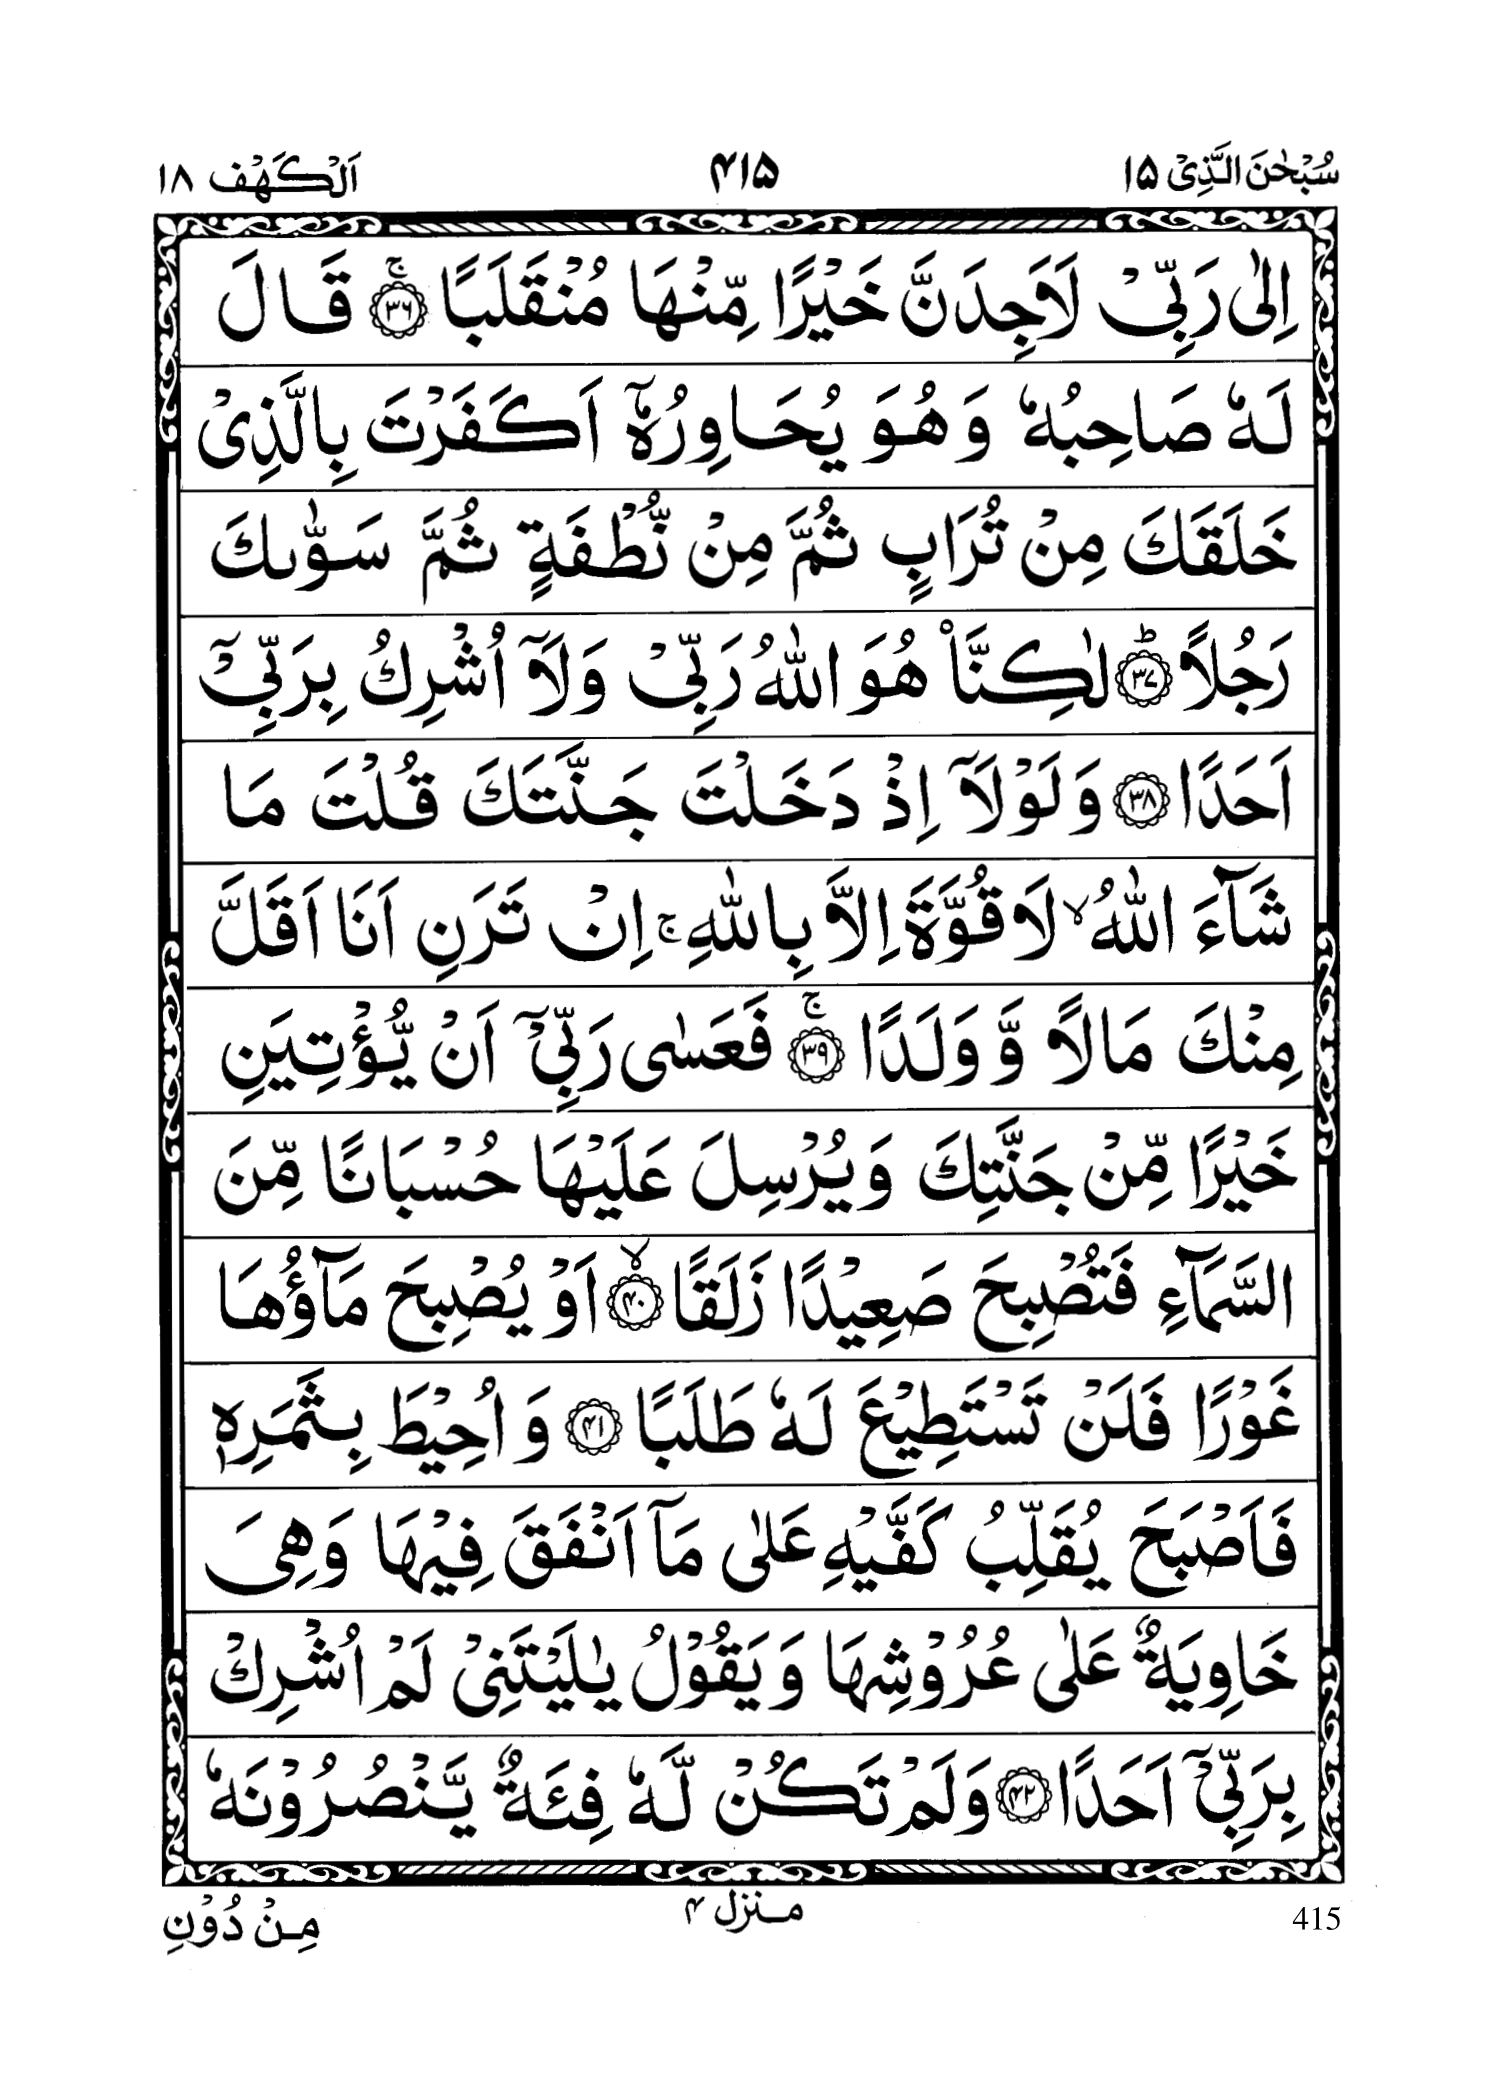 سُبْحٰنَ الَّذِیْ ۱۵ ۴۱۵ اَلْكَهْف ۱۸
اِلٰی رَبِّیْ لَاَجِدَنَّ خَیْرًا مِّنْهَا مُنْقَلَبًا ۚ‏﴿۳۶﴾ قَالَ
لَهٗ صَاحِبُهٗ وَ هُوَ یُحَاوِرُهٗۤ اَكَفَرْتَ بِالَّذِیْ
خَلَقَكَ مِنْ تُرَابٍ ثُمَّ مِنْ نُّطْفَةٍ ثُمَّ سَوّٰىكَ
رَجُلًا ؕ‏﴿۳۷﴾ لٰكِنَّا۠ هُوَ اللّٰهُ رَبِّیْ وَ لَاۤ اُشْرِكُ بِرَبِّیْۤ
اَحَدًا ﴿۳۸﴾ وَ لَوْلَاۤ اِذْ دَخَلْتَ جَنَّتَكَ قُلْتَ مَا
شَآءَ اللّٰهُ ۙ لَا قُوَّةَ اِلَّا بِاللّٰهِ ۚ اِنْ تَرَنِ اَنَا اَقَلَّ
مِنْكَ مَالًا وَّ وَلَدًا ۚ‏﴿۳۹﴾ فَعَسٰی رَبِّیْۤ اَنْ یُّؤْتِیَنِ
خَیْرًا مِّنْ جَنَّتِكَ وَ یُرْسِلَ عَلَیْهَا حُسْبَانًا مِّنَ
السَّمَآءِ فَتُصْبِحَ صَعِیْدًا زَلَقًا ۙ‏﴿۴۰﴾ اَوْ یُصْبِحَ مَآؤُهَا
غَوْرًا فَلَنْ تَسْتَطِیْعَ لَهٗ طَلَبًا ﴿۴۱﴾ وَ اُحِیْطَ بِثَمَرِهٖ
فَاَصْبَحَ یُقَلِّبُ كَفَّیْهِ عَلٰی مَاۤ اَنْفَقَ فِیْهَا وَ هِیَ
خَاوِیَةٌ عَلٰی عُرُوْشِهَا وَ یَقُوْلُ یٰلَیْتَنِیْ لَمْ اُشْرِكْ
بِرَبِّیْۤ اَحَدًا ﴿۴۲﴾ وَ لَمْ تَكُنْ لَّهٗ فِئَةٌ یَّنْصُرُوْنَهٗ
415 منزل ۴ مِنْ دُوْنِ